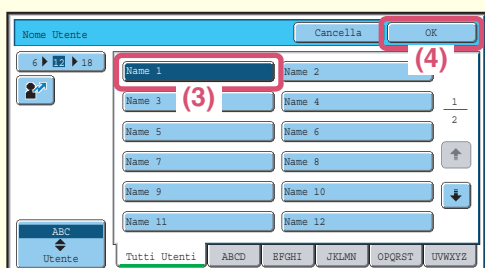 Nome Utente
Cancella
OK
(4)
6 12 18
Name 1
Name 2
(3)
Name 3
Name 4
1
2
Name 5
Name 6
Name 7
Name 8
Name 9
Name 10
Name 11
Name 12
ABC
Utente
Tutti Utenti
ABCD
EFGHI
JKLMN
OPQRST
UVWXYZ